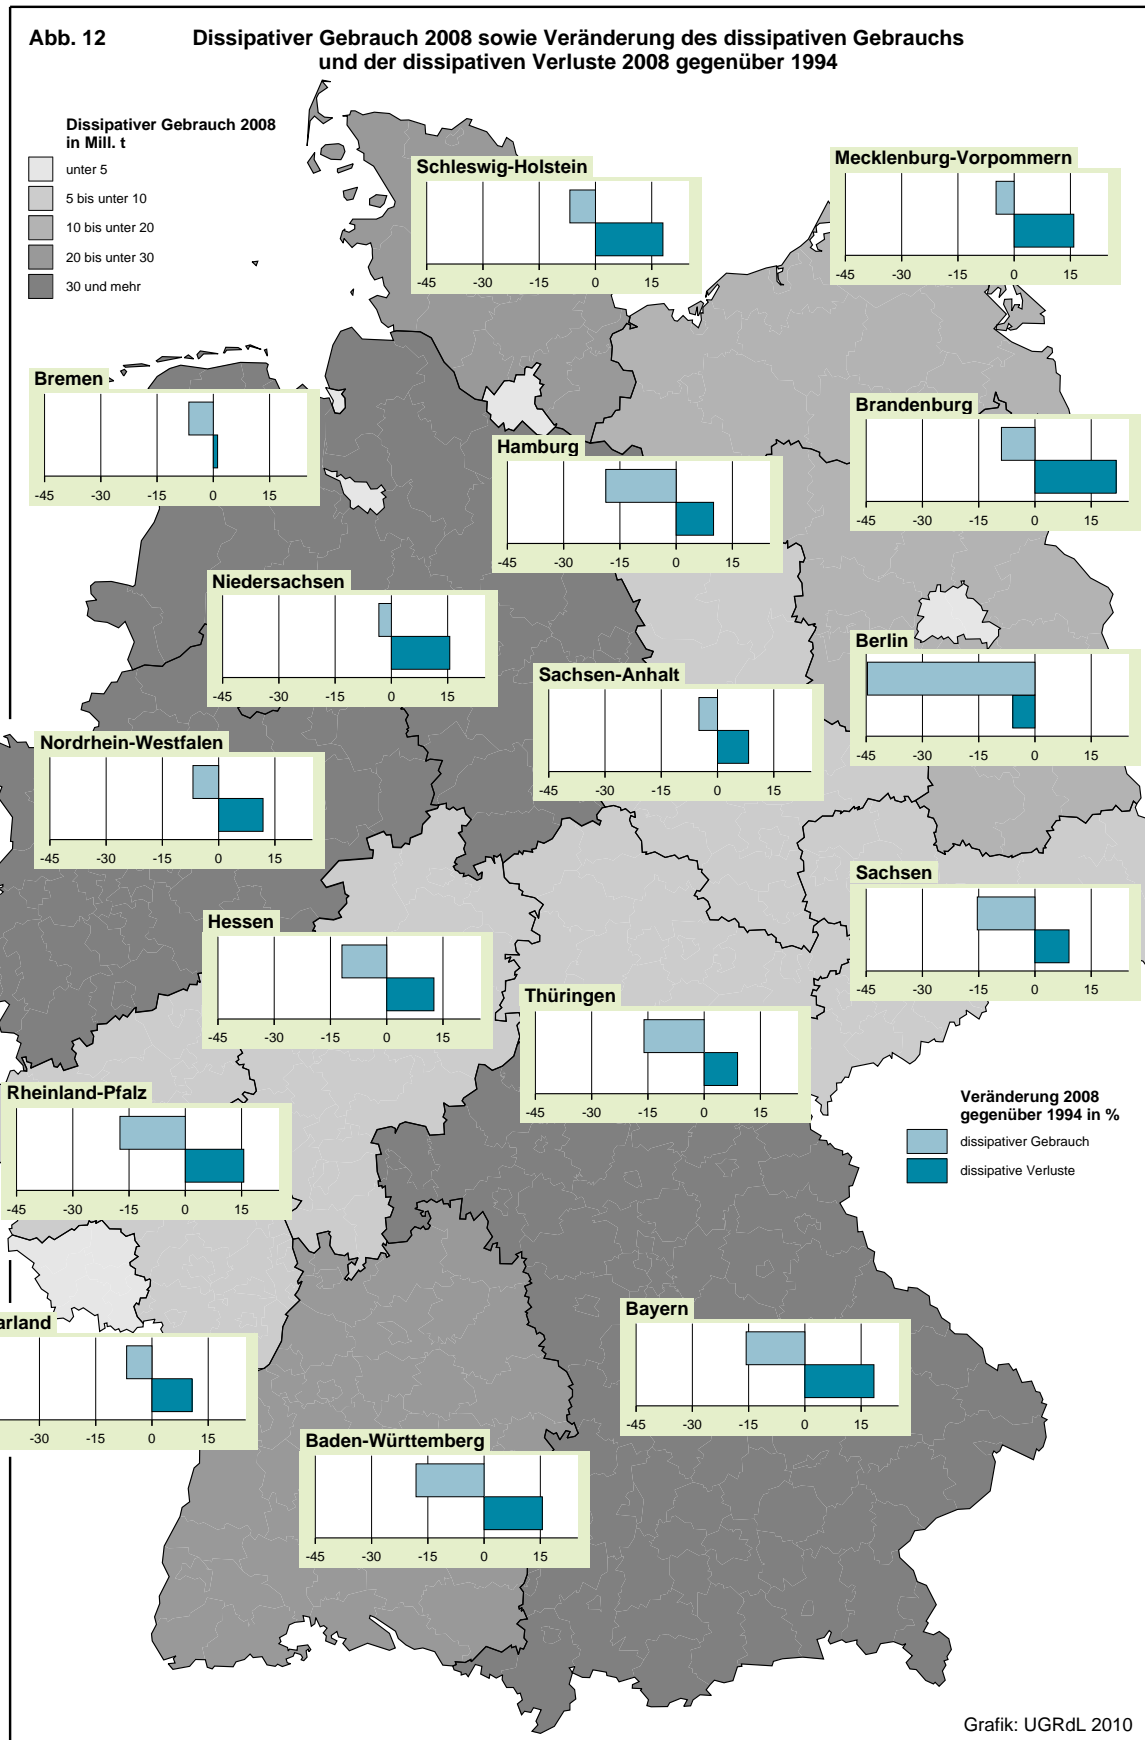 Abb. 12
Dissipativer Gebrauch 2008 sowie Veränderung des dissipativen Gebrauchs
und der dissipativen Verluste 2008 gegenüber 1994
Dissipativer Gebrauch 2008
in Mill. t
unter 5
5 bis unter 10
10 bis unter 20
20 bis unter 30
30 und mehr
Schleswig-Holstein
-45 -30 -15 0 15
Mecklenburg-Vorpommern
-45 -30 -15 0 15
Bremen
-45 -30 -15 0 15
Brandenburg
-45 -30 -15 0 15
Hamburg
-45 -30 -15 0 15
Niedersachsen
-45 -30 -15 0 15
Berlin
-45 -30 -15 0 15
Sachsen-Anhalt
-45 -30 -15 0 15
Nordrhein-Westfalen
-45 -30 -15 0 15
Sachsen
-45 -30 -15 0 15
Hessen
-45 -30 -15 0 15
Thüringen
-45 -30 -15 0 15
Rheinland-Pfalz
-45 -30 -15 0 15
Veränderung 2008
gegenüber 1994 in %
dissipativer Gebrauch
dissipative Verluste
Bayern
-45 -30 -15 0 15
arland
-30 -15 0 15
Baden-Württemberg
-45 -30 -15 0 15
Grafik: UGRdL 2010